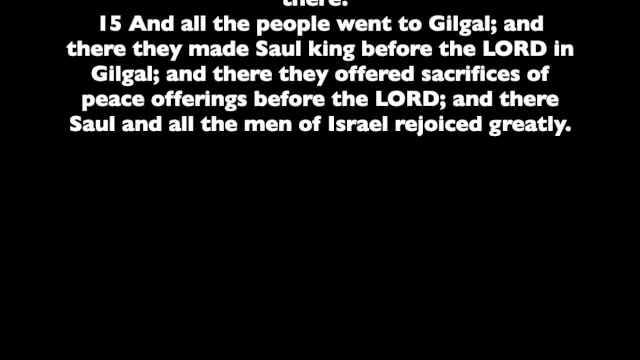 there.
15 And all the people went to Gilgal; and
there they made Saul king before the LORD in
Gilgal; and there they offered sacrifices of
peace offerings before the LORD; and there
Saul and all the men of Israel rejoiced greatly.